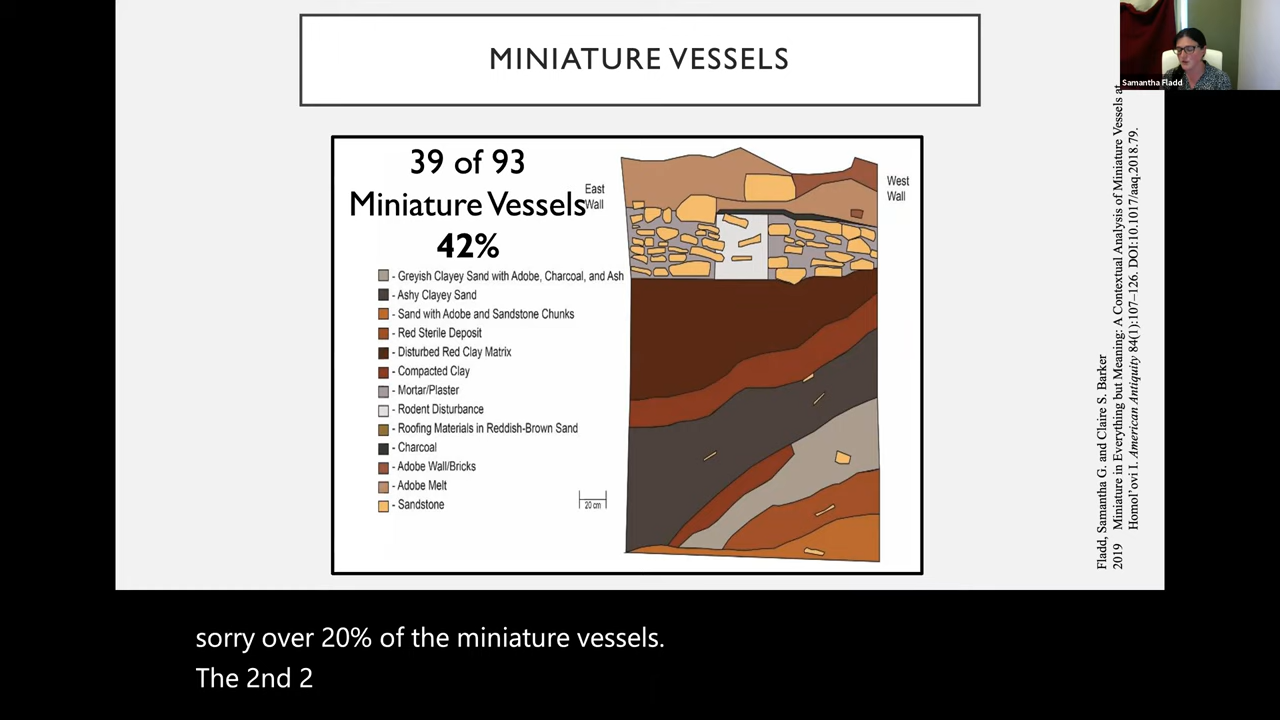 MINIATURE VESSELS
Samantha Fladd
39 of 93
Miniature Vessels
42%
East
Wall
West
Wall
- Greyish Clayey Sand with Adobe, Charcoal, and Ash
- Ashy Clayey Sand
- Sand with Adobe and Sandstone Chunks
- Red Sterile Deposit
- Disturbed Red Clay Matrix
- Compacted Clay
- Mortar/Plaster
- Rodent Disturbance
- Roofing Materials in Reddish-Brown Sand
- Charcoal
- Adobe Wall/Bricks
- Adobe Melt
- Sandstone
20 cm
Fladd, Samantha G. and Claire S. Barker
2019 Miniature in Everything but Meaning: A Contextual Analysis of Miniature Vessels at
Homol'ovi I. American Antiquity 84(1):107–126. DOI:10.1017/aaq.2018.79.
sorry over 20% of the miniature vessels.
The 2nd 2